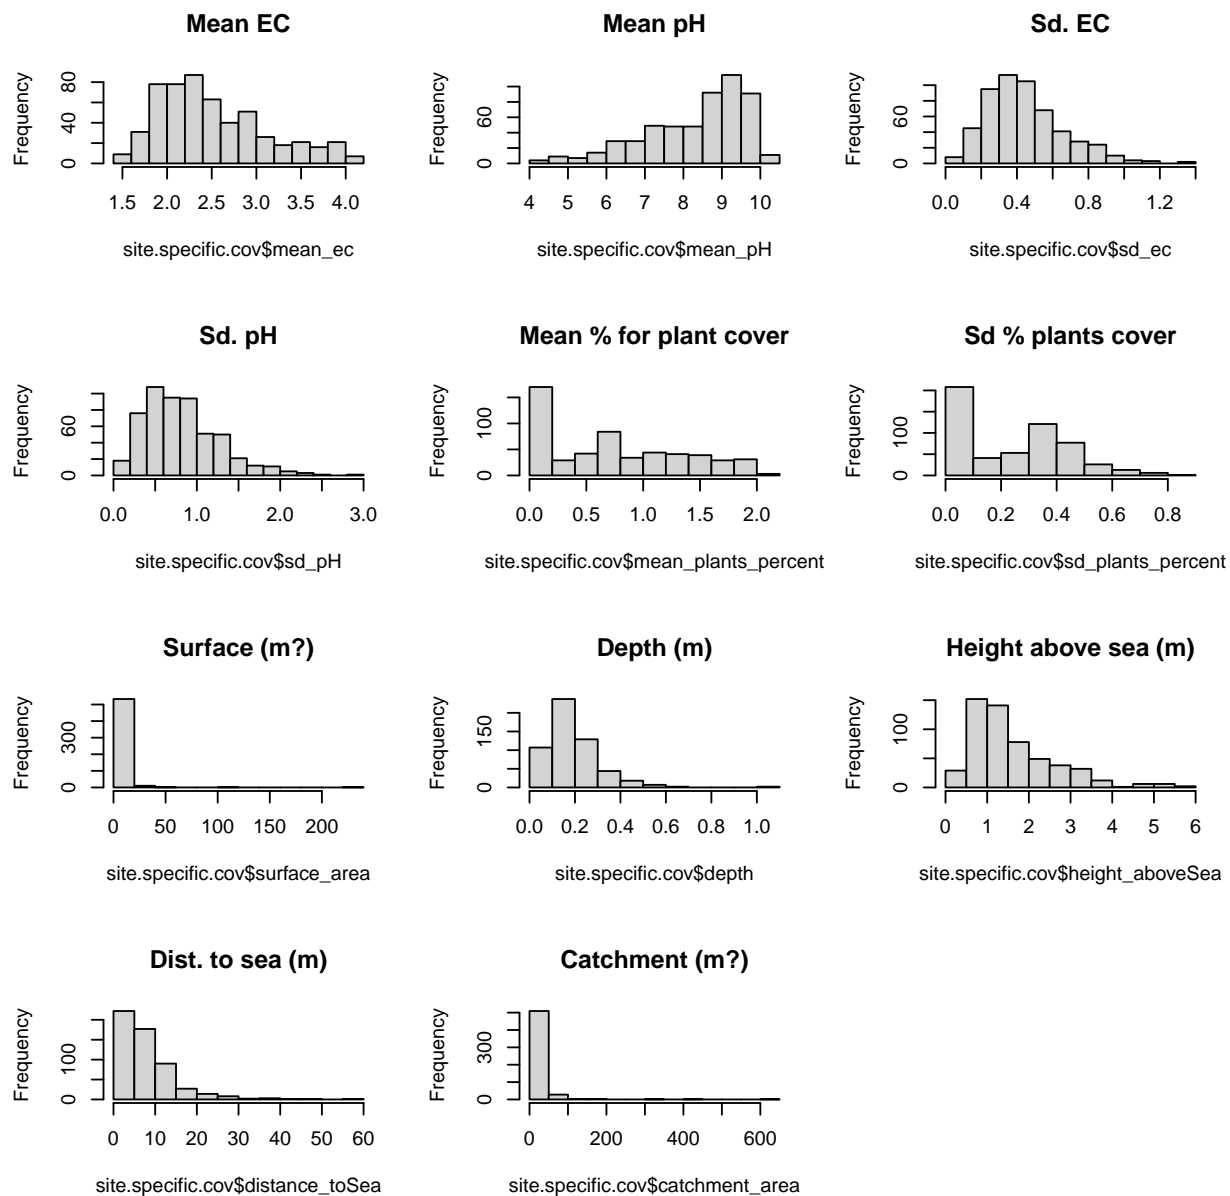 Mean EC
Frequency
0 40 80
1.5 2.0 2.5 3.0 3.5 4.0
site.specific.cov$mean_ec
Mean pH
Frequency
0 60
4 5 6 7 8 9 10
site.specific.cov$mean_pH
Sd. EC
Frequency
0 60
0.0 0.4 0.8 1.2
site.specific.cov$sd_ec
Sd. pH
Frequency
0 60
0.0 1.0 2.0 3.0
site.specific.cov$sd_pH
Mean % for plant cover
Frequency
0 100
0.0 0.5 1.0 1.5 2.0
site.specific.cov$mean_plants_percent
Sd % plants cover
Frequency
0 100
0.0 0.2 0.4 0.6 0.8
site.specific.cov$sd_plants_percent
Surface (m?)
Frequency
0 300
0 50 100 150 200
site.specific.cov$surface_area
Depth (m)
Frequency
0 150
0.0 0.2 0.4 0.6 0.8 1.0
site.specific.cov$depth
Height above sea (m)
Frequency
0 100
0 1 2 3 4 5 6
site.specific.cov$height_aboveSea
Dist. to sea (m)
Frequency
0 100
0 10 20 30 40 50 60
site.specific.cov$distance_toSea
Catchment (m?)
Frequency
0 300
0 200 400 600
site.specific.cov$catchment_area